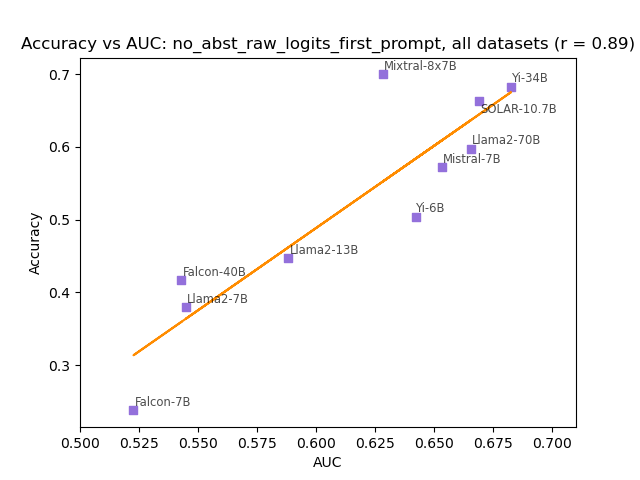 Accuracy vs AUC: no_abst_raw_logits_first_prompt, all datasets (r = 0.89)
0.7
Mixtral-8x7B
Yi-34B
SOLAR-10.7B
0.6
Llama2-70B
Mistral-7B
Yi-6B
0.5
Accuracy
Llama2-13B
Falcon-40B
0.4
Llama2-7B
0.3
Falcon-7B
0.500 0.525 0.550 0.575 0.600 0.625 0.650 0.675 0.700
AUC